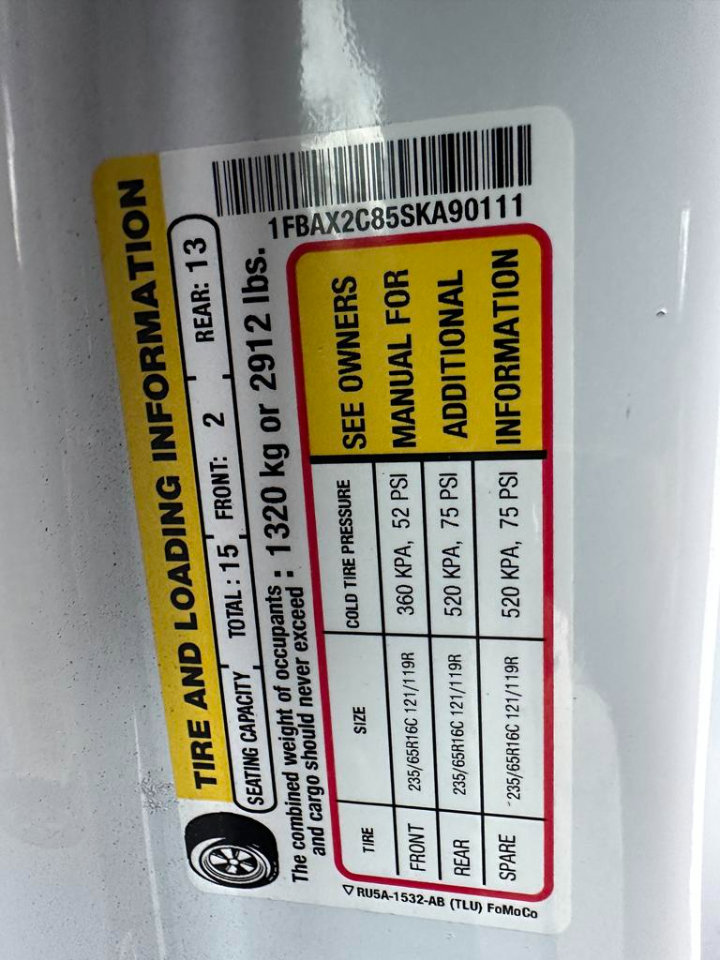 TIRE AND LOADING INFORMATION
SEATING CAPACITY TOTAL : 15 FRONT: 2 REAR: 13
The combined weight of occupants
and cargo should never exceed : 1320 kg or 2912 lbs.
1FBAX2C85SKA90111
TIRE SIZE COLD TIRE PRESSURE
FRONT 235/65R16C 121/119R 360 KPA, 52 PSI
REAR 235/65R16C 121/119R 520 KPA, 75 PSI
SPARE 235/65R16C 121/119R 520 KPA, 75 PSI
SEE OWNERS
MANUAL FOR
ADDITIONAL
INFORMATION
RU5A-1532-AB (TLU) FoMoCo